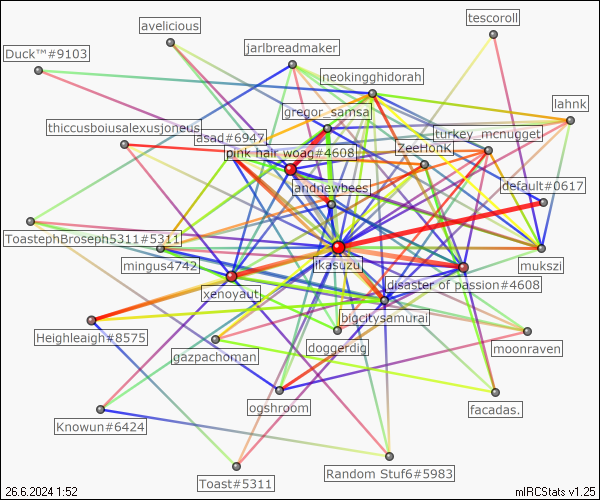 tescoroll
avelicious
jarlbreadmaker
Duck™#9103
neokingghidorah
lahnk
gregor_samsa
thiccusboiusalexusjoneus
turkey_mcnugget
asad#6947
ZeeHonk
pink hair woag#4608
andnewbees
default#0617
ToastephBroseph5311#5311
mingus4742
ikasuzu
mukszi
disaster of passion#4608
xenoyaut
bigcitysamurai
Heighleaigh#8575
doggerdig
moonraven
gazpachoman
ogshroom
facadas.
Knowun#6424
Random Stuf6#5983
Toast#5311
26.6.2024 1:52
mIRCStats v1.25